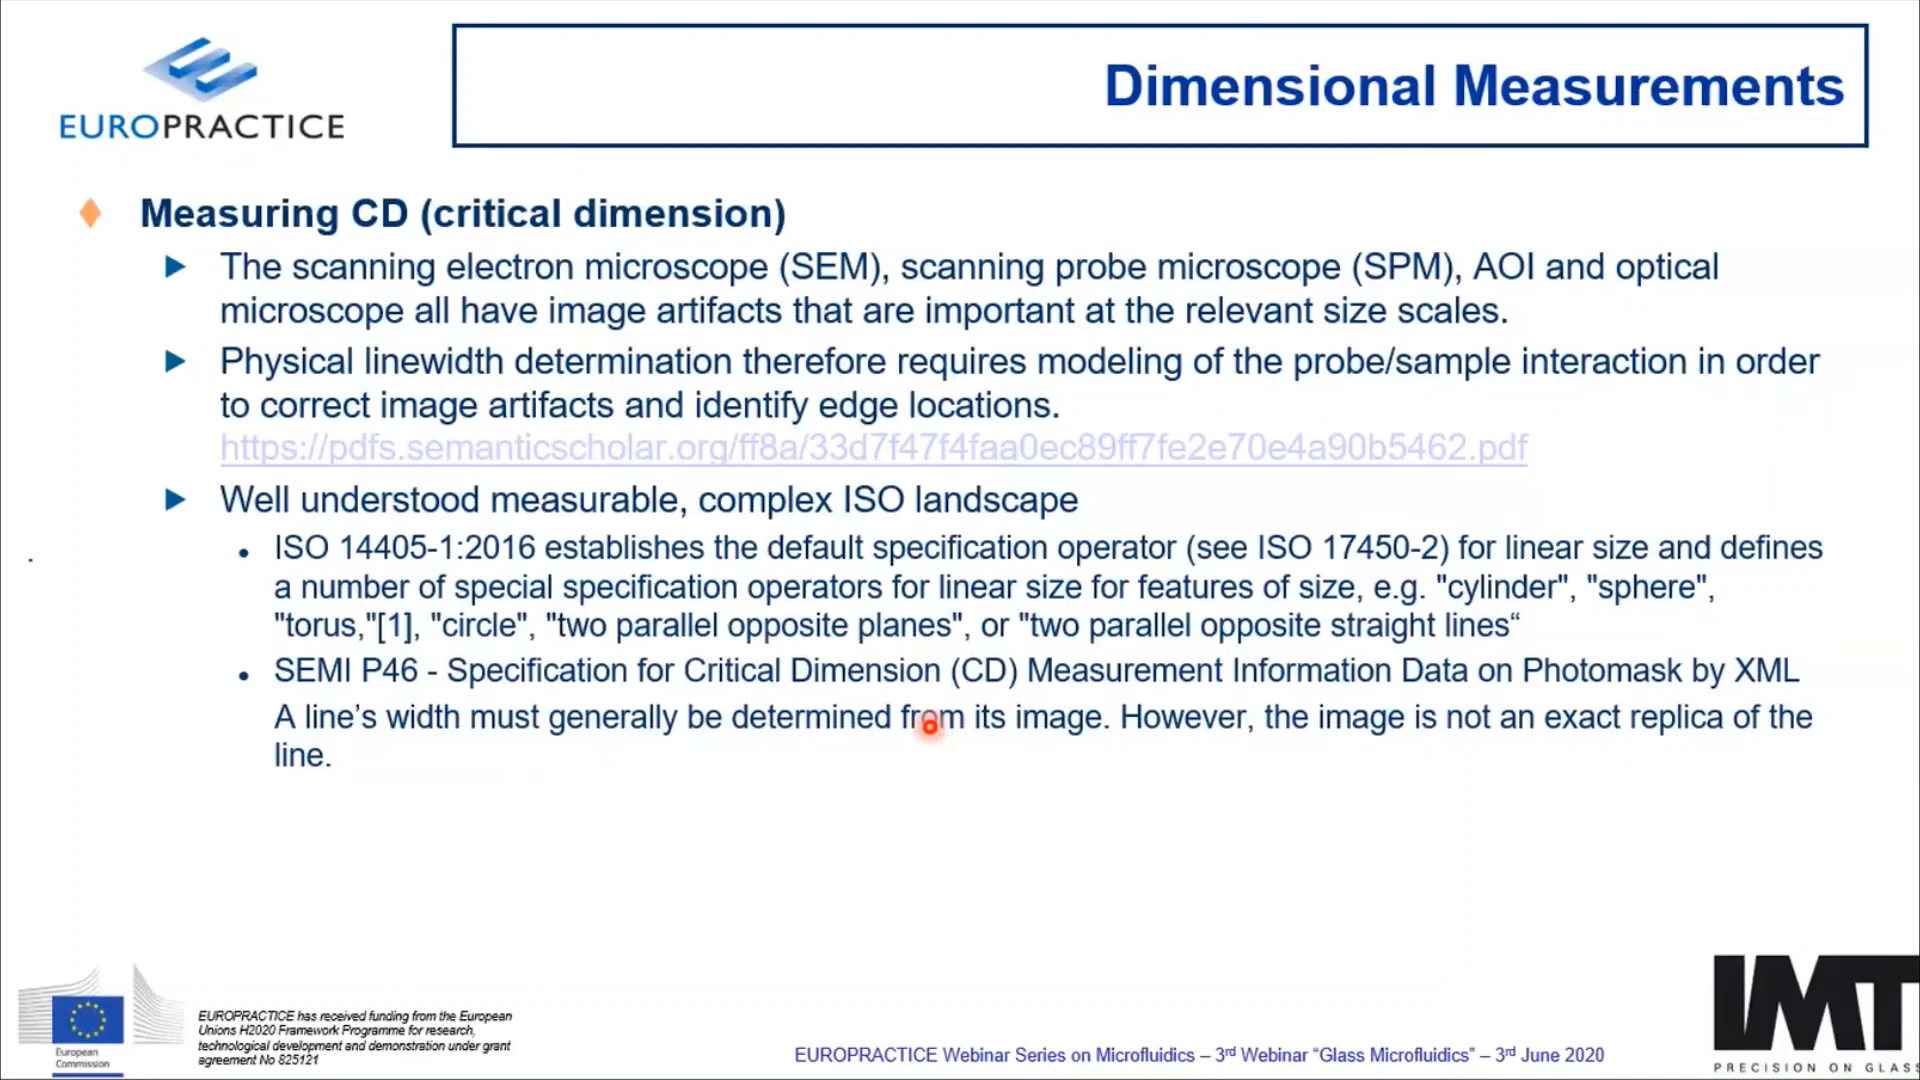 EUROPRACTICE
Dimensional Measurements
Measuring CD (critical dimension)
The scanning electron microscope (SEM), scanning probe microscope (SPM), AOI and optical
microscope all have image artifacts that are important at the relevant size scales.
Physical linewidth determination therefore requires modeling of the probe/sample interaction in order
to correct image artifacts and identify edge locations.
https://pdfs.semanticscholar.org/ff8a/33d7f47f4faa0ec89ff7fe2e70e4a90b5462.pdf
Well understood measurable, complex ISO landscape
ISO 14405-1:2016 establishes the default specification operator (see ISO 17450-2) for linear size and defines
a number of special specification operators for linear size for features of size, e.g. "cylinder", "sphere",
"torus,"[1], "circle", "two parallel opposite planes", or "two parallel opposite straight lines“
SEMI P46 - Specification for Critical Dimension (CD) Measurement Information Data on Photomask by XML
A line’s width must generally be determined from its image. However, the image is not an exact replica of the
line.
European
Commission
EUROPRACTICE has received funding from the European
Unions H2020 Framework Programme for research,
technological development and demonstration under grant
agreement No 825121
EUROPRACTICE Webinar Series on Microfluidics – 3rd Webinar “Glass Microfluidics” – 3rd June 2020
IMT
PRECISION ON GLAS